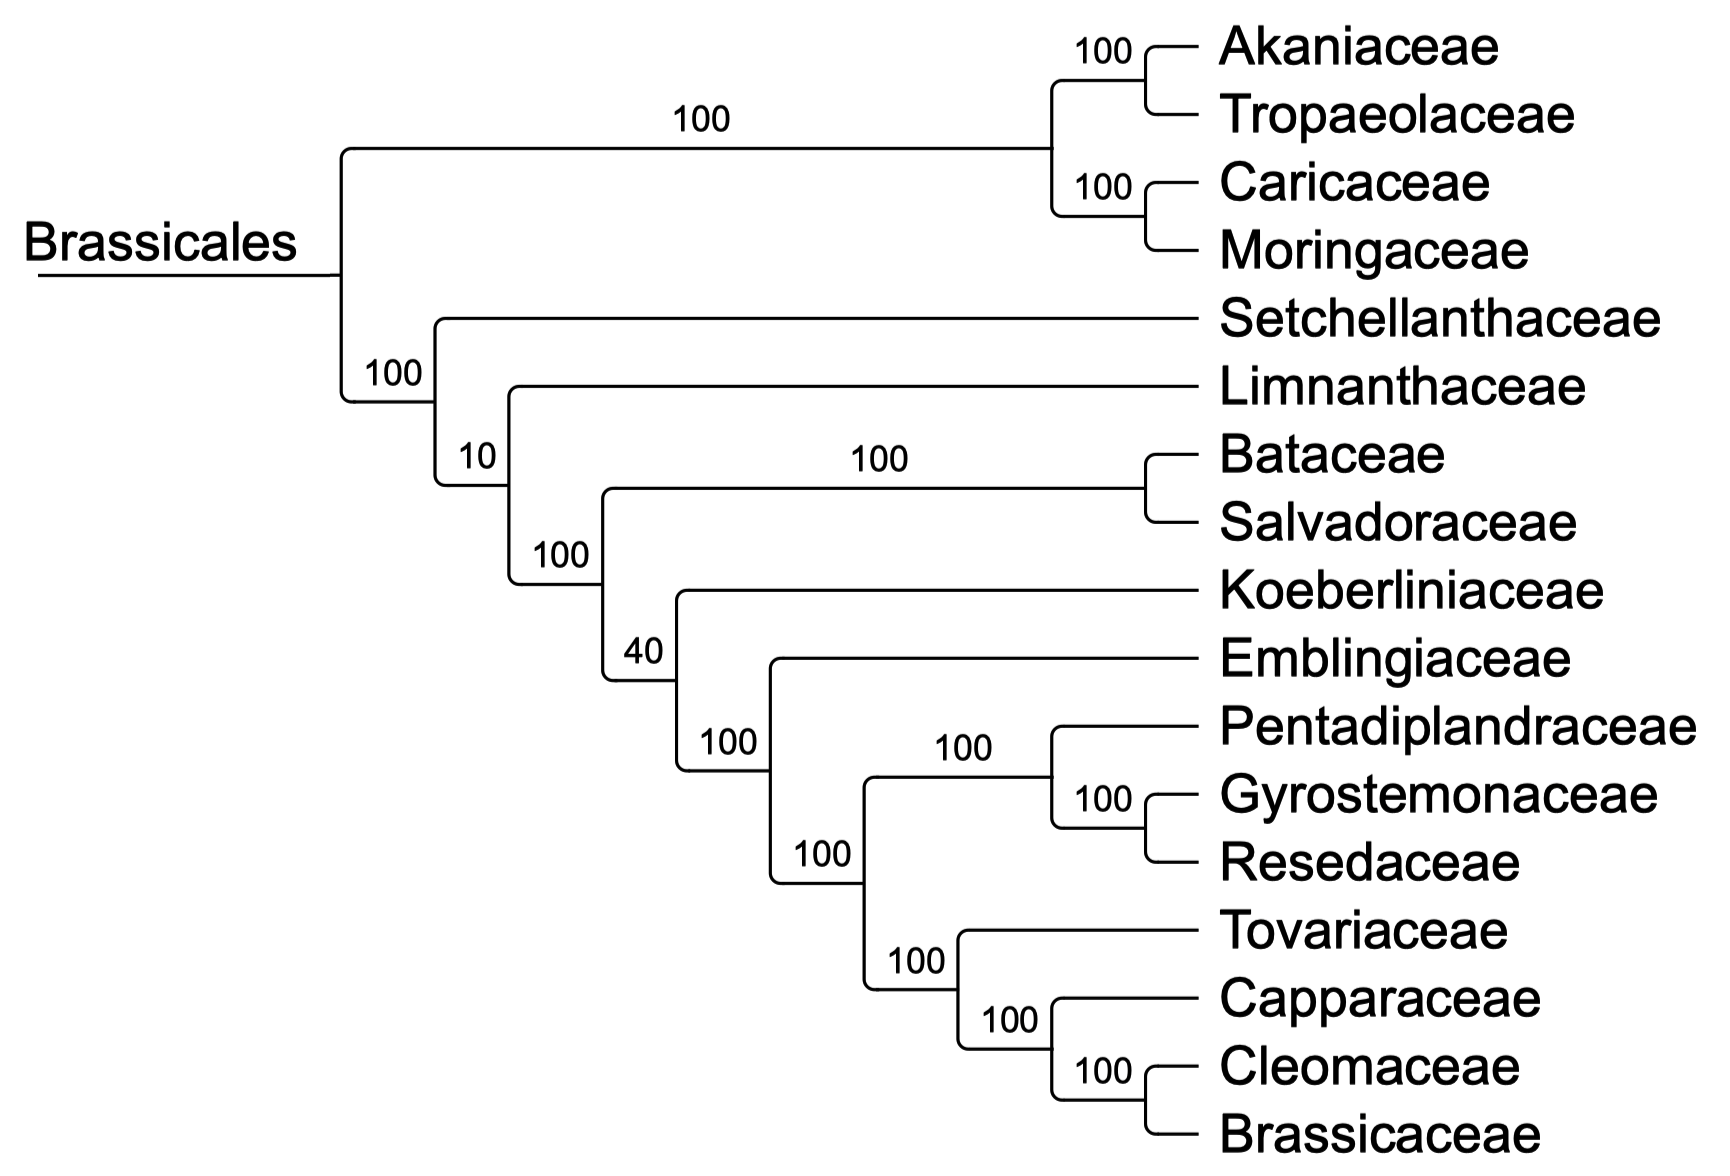 100
Akaniaceae
100
Tropaeolaceae
100
Caricaceae
Brassicales
Moringaceae
Setchellanthaceae
100
Limnanthaceae
10
100
Bataceae
Salvadoraceae
100
Koeberliniaceae
40
Emblingiaceae
100
100
Pentadiplandraceae
100
Gyrostemonaceae
100
Resedaceae
Tovariaceae
100
Capparaceae
100
100
Cleomaceae
Brassicaceae